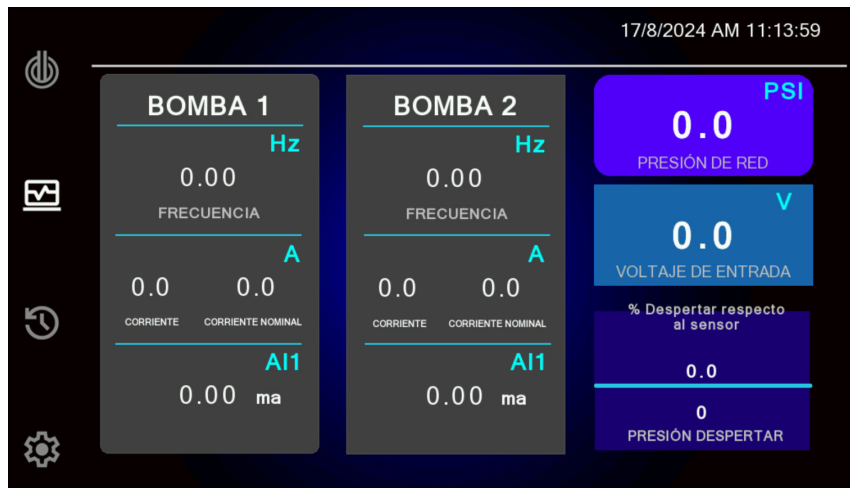 17/8/2024 AM 11:13:59
BOMBA 1
Hz
0.00
FRECUENCIA
A
0.0 0.0
CORRIENTE CORRIENTE NOMINAL
AI1
0.00 ma
BOMBA 2
Hz
0.00
FRECUENCIA
A
0.0 0.0
CORRIENTE CORRIENTE NOMINAL
AI1
0.00 ma
PSI
0.0
PRESIÓN DE RED
V
0.0
VOLTAJE DE ENTRADA
% Despertar respecto
al sensor
0.0
0
PRESIÓN DESPERTAR